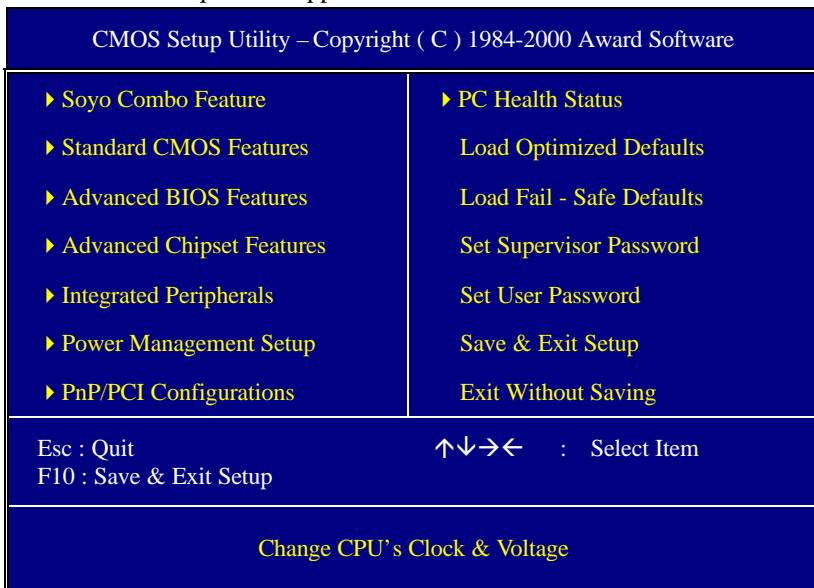 CMOS Setup Utility – Copyright ( C ) 1984-2000 Award Software
Soyo Combo Feature
Standard CMOS Features
Advanced BIOS Features
Advanced Chipset Features
Integrated Peripherals
Power Management Setup
PnP/PCI Configurations
PC Health Status
Load Optimized Defaults
Load Fail - Safe Defaults
Set Supervisor Password
Set User Password
Save & Exit Setup
Exit Without Saving
Esc : Quit
F10 : Save & Exit Setup
↑↓→← : Select Item
Change CPU's Clock & Voltage